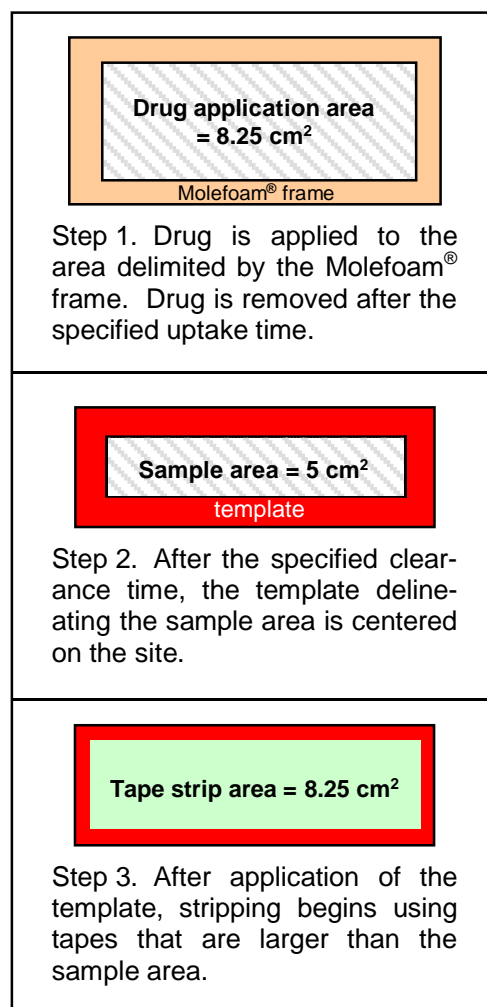 Drug application area
= 8.25 cm²
Molefoam® frame
Step 1. Drug is applied to the
area delimited by the Molefoam®
frame. Drug is removed after the
specified uptake time.
Sample area = 5 cm²
template
Step 2. After the specified clear-
ance time, the template deline-
ating the sample area is centered
on the site.
Tape strip area = 8.25 cm²
Step 3. After application of the
template, stripping begins using
tapes that are larger than the
sample area.